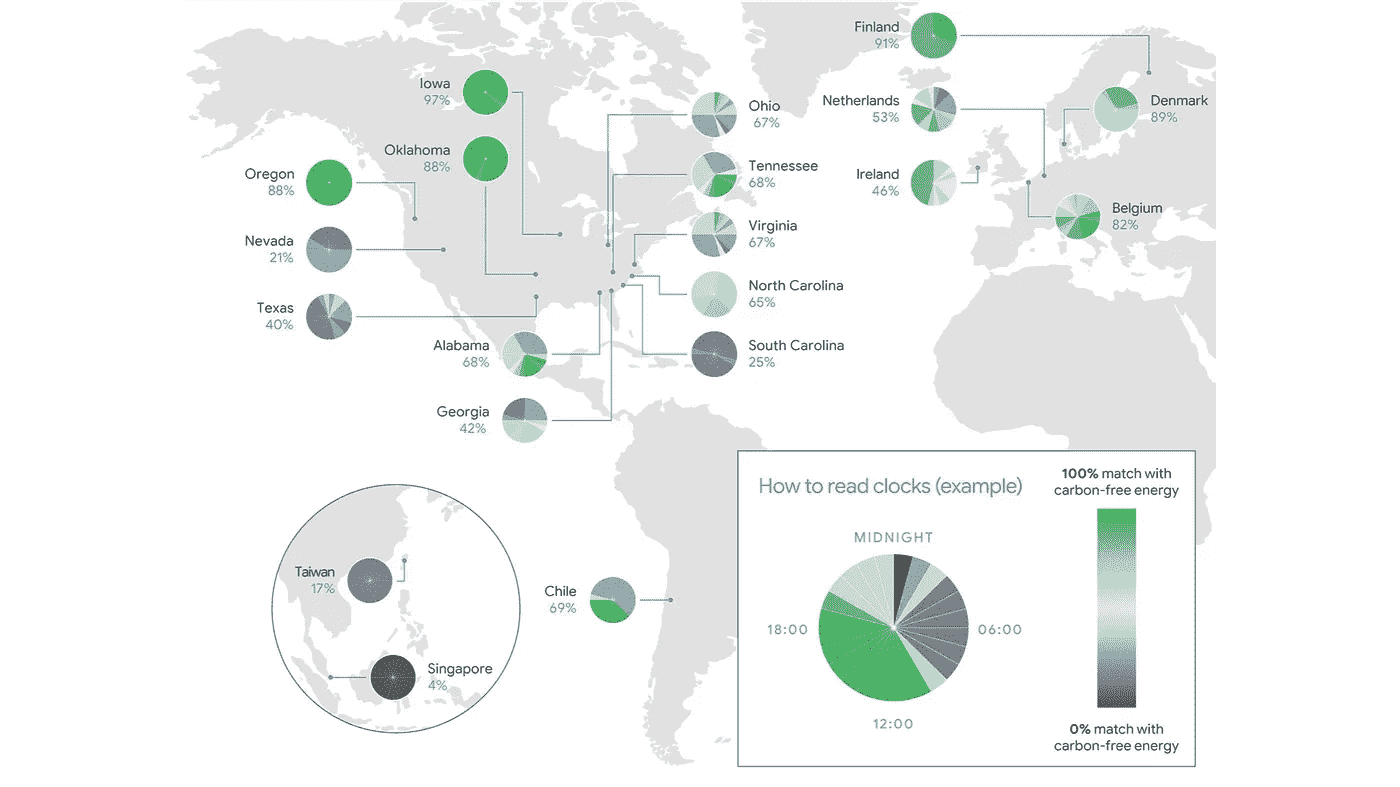 Finland
91%
Iowa
97%
Ohio
67%
Netherlands
53%
Denmark
89%
Oklahoma
88%
Tennessee
68%
Oregon
88%
Ireland
46%
Belgium
82%
Virginia
67%
Nevada
21%
North Carolina
65%
Texas
40%
Alabama
68%
South Carolina
25%
Georgia
42%
Taiwan
17%
Singapore
4%
Chile
69%
How to read clocks (example)
MIDNIGHT
18:00
06:00
12:00
100% match with
carbon-free energy
0% match with
carbon-free energy